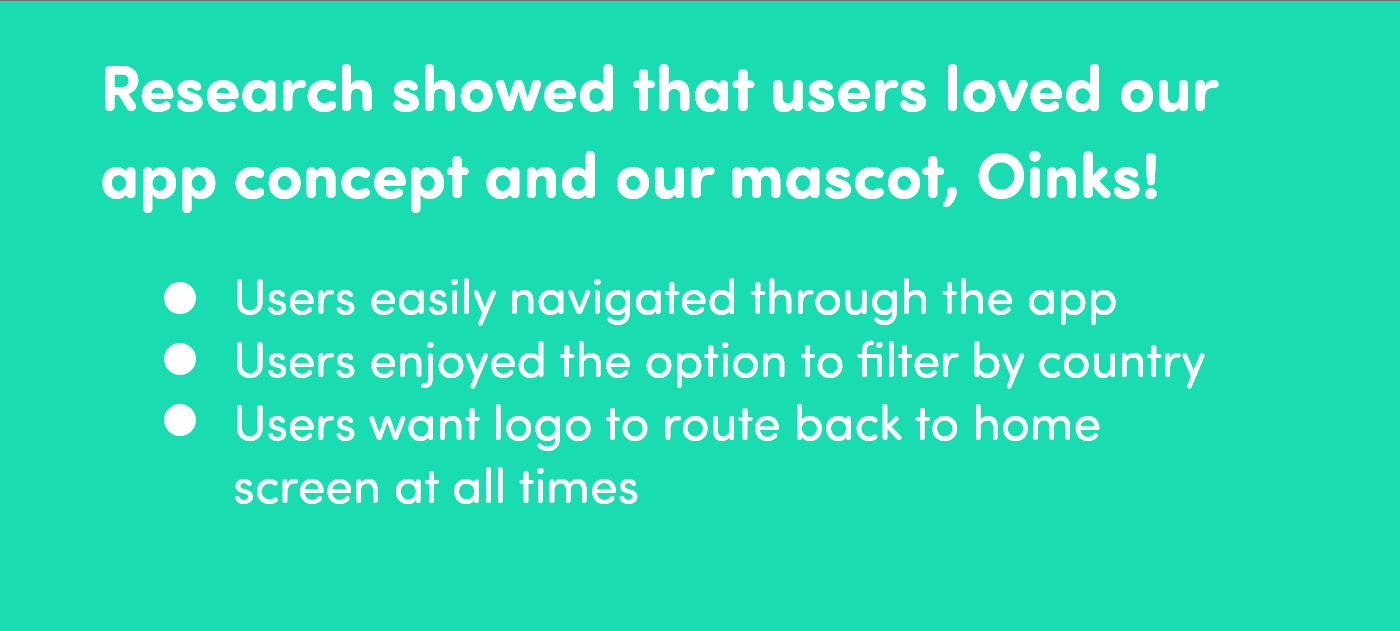 Research showed that users loved our
app concept and our mascot, Oinks!
● Users easily navigated through the app
● Users enjoyed the option to filter by country
● Users want logo to route back to home
screen at all times